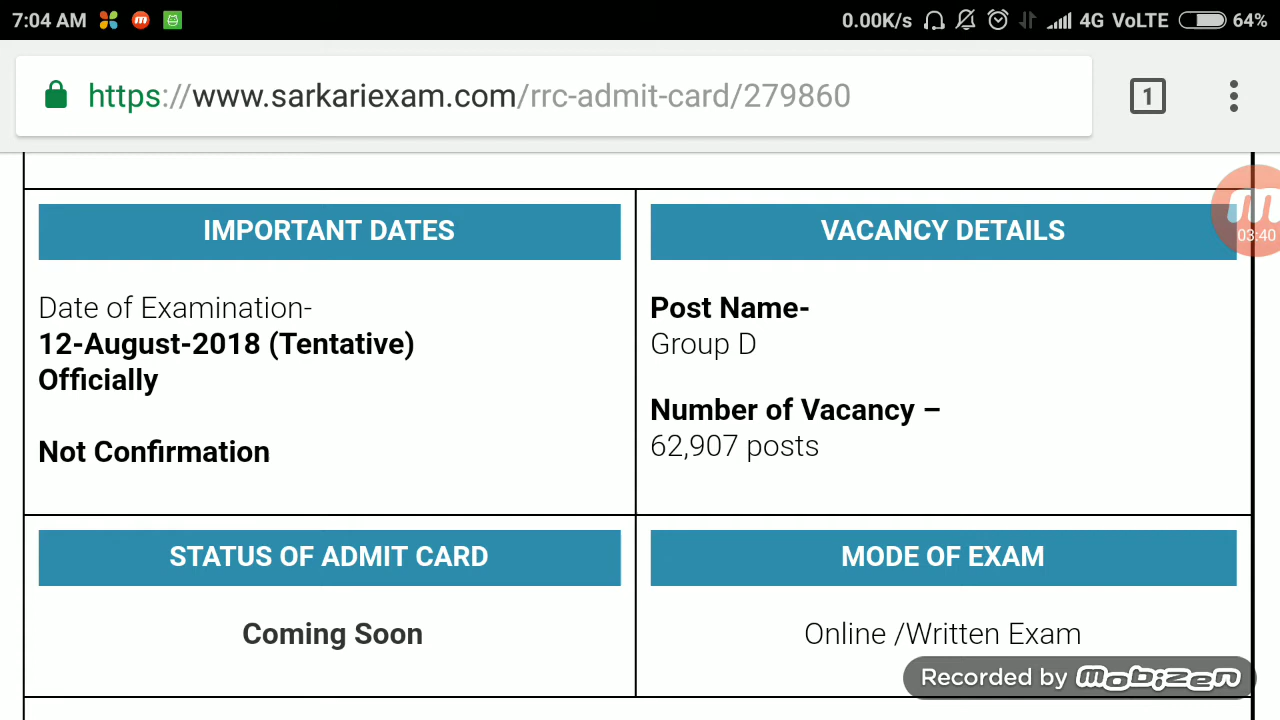 7:04 AM
0.00K/s
4G VoLTE
64%
https://www.sarkariexam.com/rrc-admit-card/279860
1
IMPORTANT DATES
Date of Examination-
12-August-2018 (Tentative)
Officially
Not Confirmation
VACANCY DETAILS
03:40
Post Name-
Group D
Number of Vacancy –
62,907 posts
STATUS OF ADMIT CARD
Coming Soon
MODE OF EXAM
Online /Written Exam
Recorded by mobizen